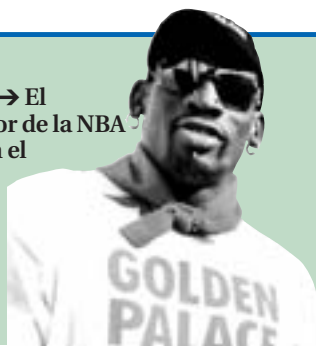 → El
or de la NBA
el
GOLDEN
PALACE